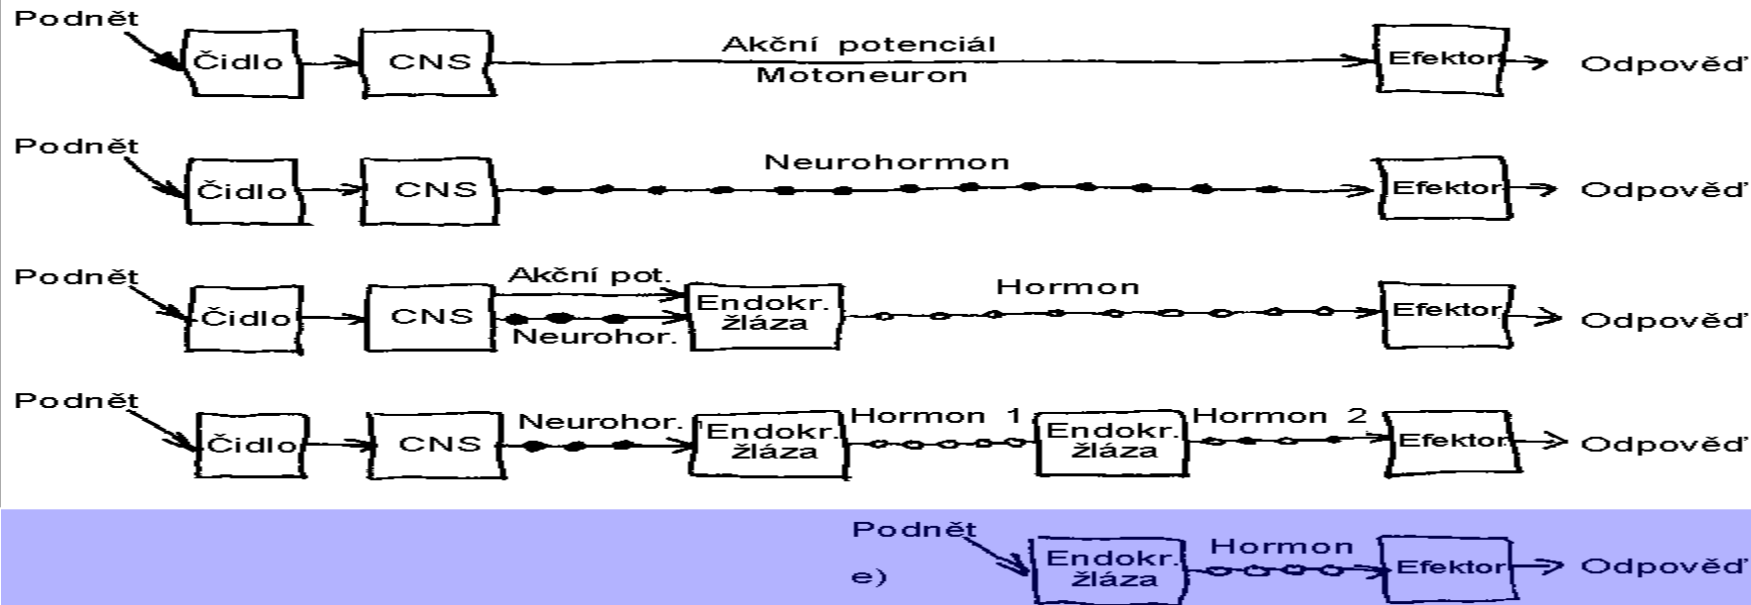 Podnět
Čidlo CNS Akční potenciál Motoneuron Efektor Odpověď
Podnět
Čidlo CNS Neurohormon Efektor Odpověď
Podnět
Čidlo CNS Akční pot. Neurohor. Endokr. žláza Hormon Efektor Odpověď
Podnět
Čidlo CNS Neurohor. Endokr. žláza Hormon 1 Endokr. žláza Hormon 2 Efektor Odpověď
Podnět
e) Endokr. žláza Hormon Efektor Odpověď